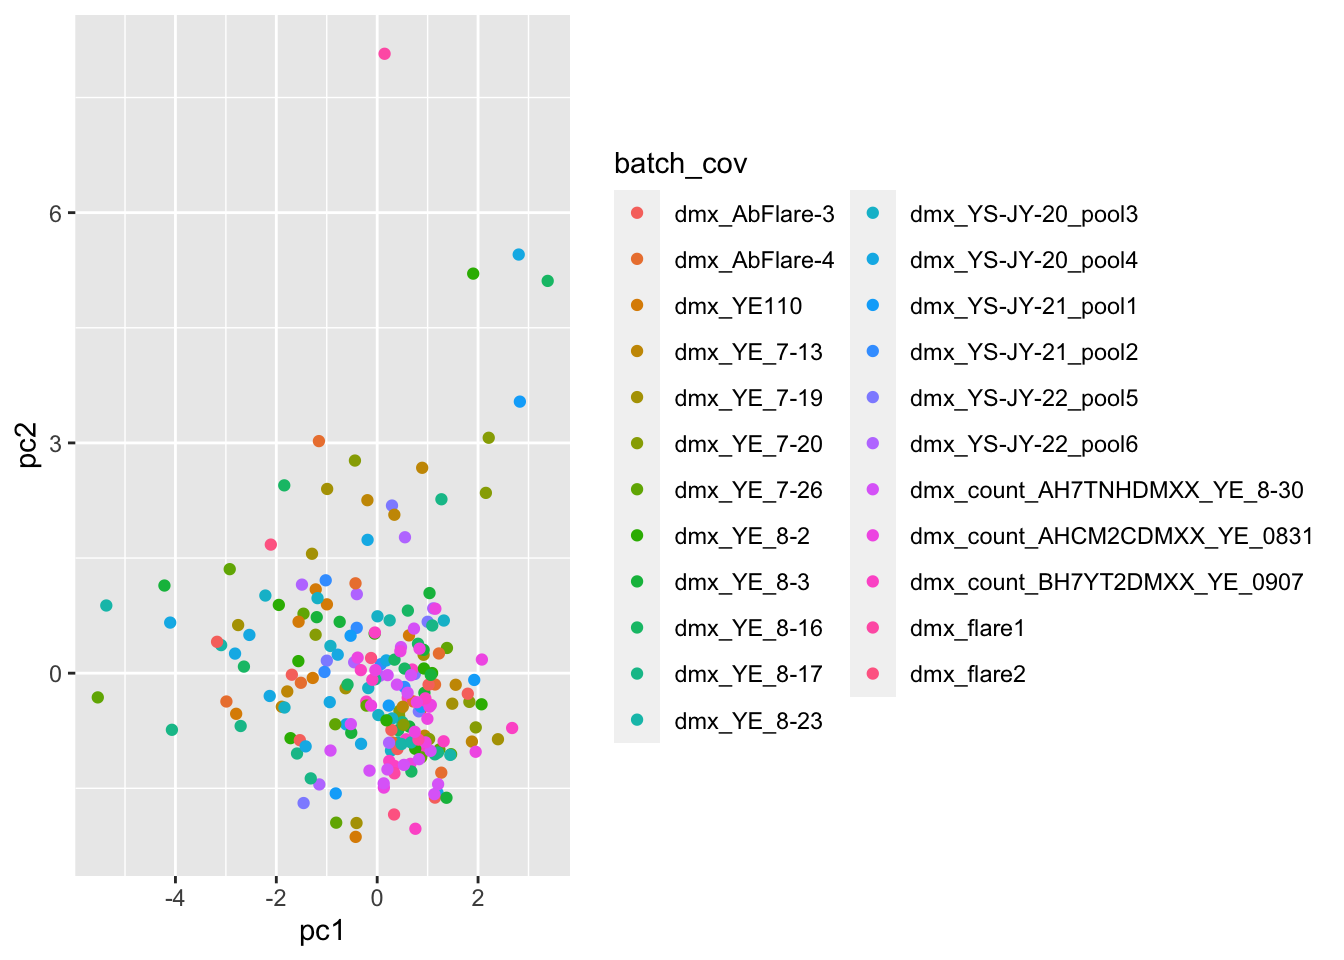 batch_cov
dmx_AbFlare-3
dmx_AbFlare-4
dmx_YE110
dmx_YE_7-13
dmx_YE_7-19
dmx_YE_7-20
dmx_YE_7-26
dmx_YE_8-2
dmx_YE_8-3
dmx_YE_8-16
dmx_YE_8-17
dmx_YE_8-23
dmx_YS-JY-20_pool3
dmx_YS-JY-20_pool4
dmx_YS-JY-21_pool1
dmx_YS-JY-21_pool2
dmx_YS-JY-22_pool5
dmx_YS-JY-22_pool6
dmx_count_AH7TNHDMXX_YE_8-30
dmx_count_AHCM2CDMXX_YE_0831
dmx_count_BH7YT2DMXX_YE_0907
dmx_flare1
dmx_flare2
pc2
6
3
0
-4 -2 0 2
pc1